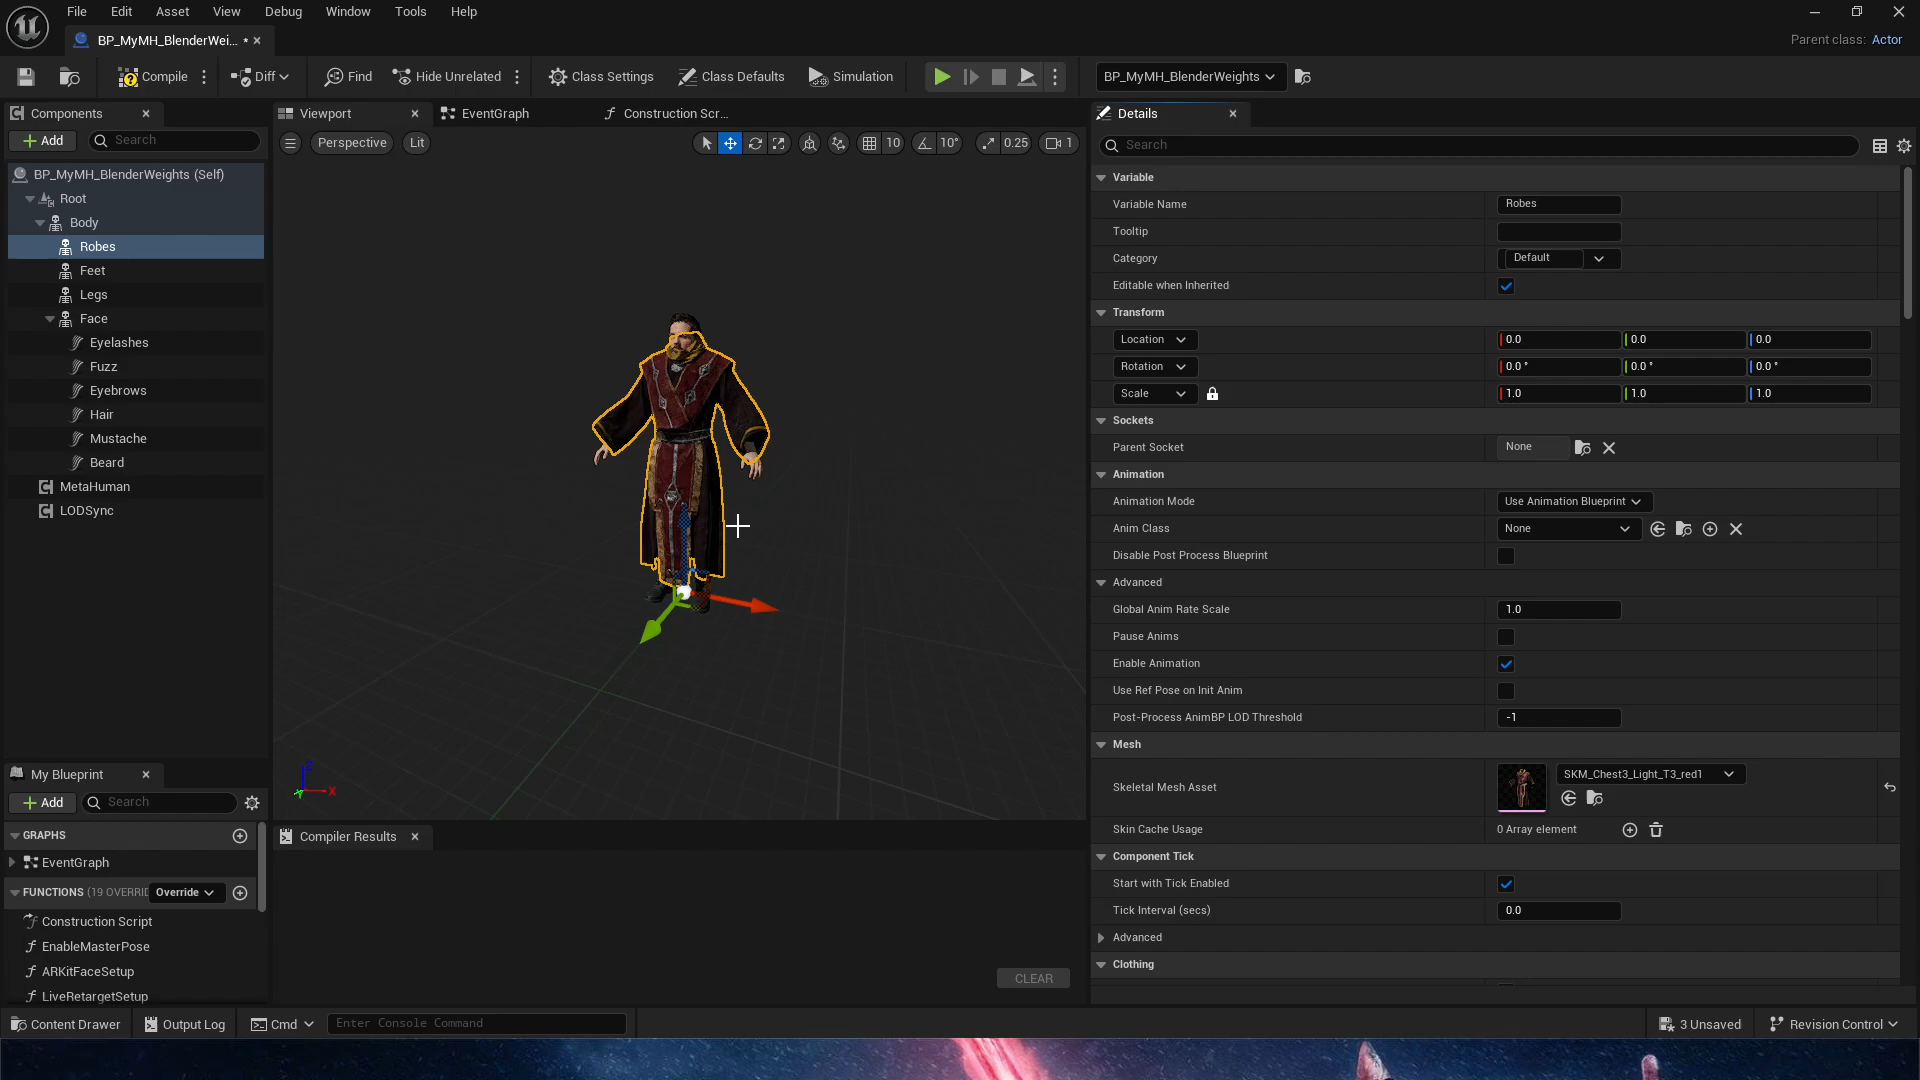 File Edit Asset View Debug Window Tools Help
BP_MyMH_BlenderWei... •
Parent class: Actor
Compile Diff Find Hide Unrelated Class Settings Class Defaults Simulation BP_MyMH_BlenderWeights
Components
Add Search
BP_MyMH_BlenderWeights (Self)
Root
Body
Robes
Feet
Legs
Face
Eyelashes
Fuzz
Eyebrows
Hair
Mustache
Beard
MetaHuman
LODSync
My Blueprint
Add Search
GRAPHS
EventGraph
FUNCTIONS (19 OVERRID Override
Construction Script
EnableMasterPose
ARKitFaceSetup
LiveRetargetSetup
Viewport EventGraph Construction Scr...
Perspective Lit 10 10° 0.25 1
Z
X
Compiler Results
CLEAR
Details
Search
Variable
Variable Name Robes
Tooltip
Category Default
Editable when Inherited
Transform
Location 0.0 0.0 0.0
Rotation 0.0 ° 0.0 ° 0.0 °
Scale 1.0 1.0 1.0
Sockets
Parent Socket None
Animation
Animation Mode Use Animation Blueprint
Anim Class None
Disable Post Process Blueprint
Advanced
Global Anim Rate Scale 1.0
Pause Anims
Enable Animation
Use Ref Pose on Init Anim
Post-Process AnimBP LOD Threshold -1
Mesh
Skeletal Mesh Asset SKM_Chest3_Light_T3_red1
Skin Cache Usage 0 Array element
Component Tick
Start with Tick Enabled
Tick Interval (secs) 0.0
Advanced
Clothing
Content Drawer Output Log Cmd Enter Console Command 3 Unsaved Revision Control